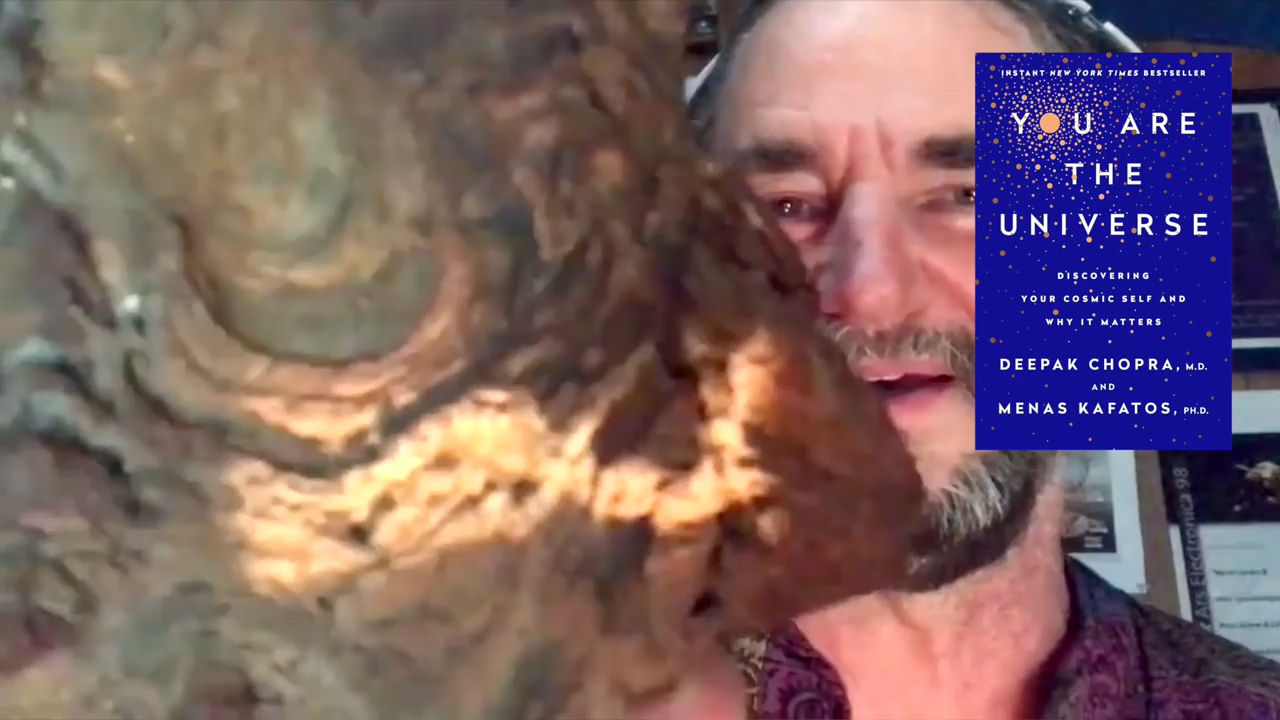 INSTANT NEW YORK TIMES BESTSELLER
YOU ARE
THE
UNIVERSE
DISCOVERING
YOUR COSMIC SELF AND
WHY IT MATTERS
DEEPAK CHOPRA, M.D.
AND
MENAS KAFATOS, PH.D.
Ars Electronica 98